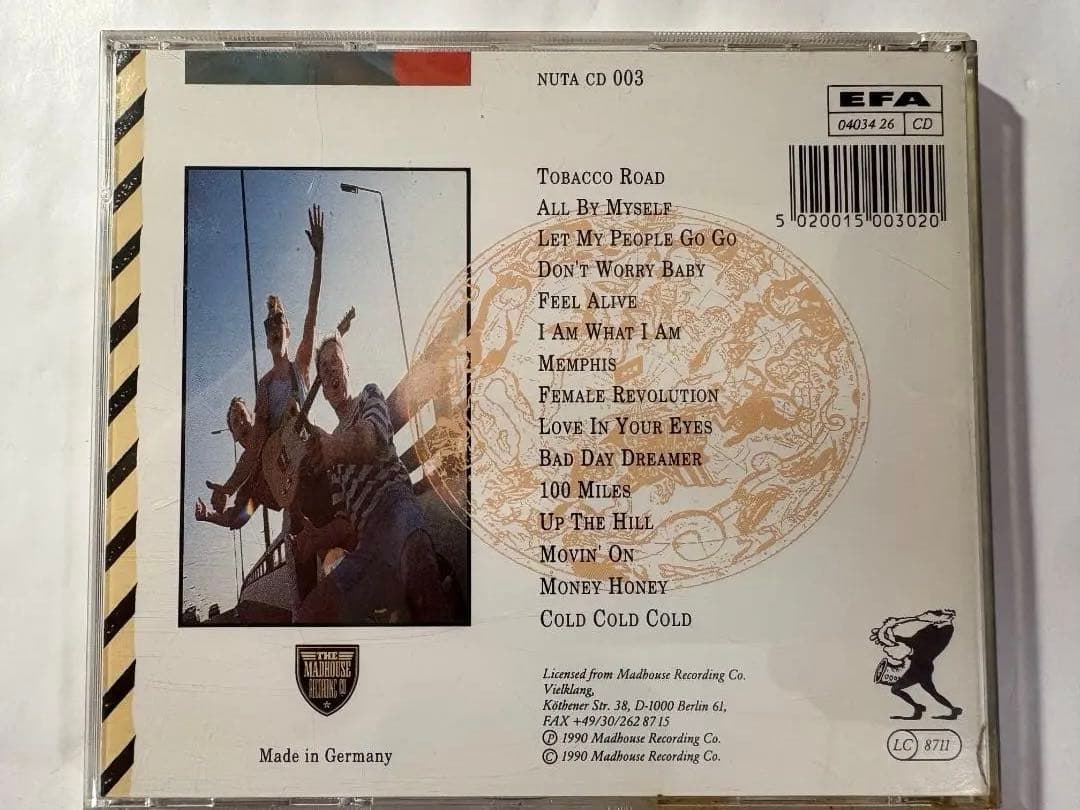 NUTA CD 003
EFA
04034 26 CD
5 020015 003020
TOBACCO ROAD
ALL BY MYSELF
LET MY PEOPLE GO GO
DON'T WORRY BABY
FEEL ALIVE
I AM WHAT I AM
MEMPHIS
FEMALE REVOLUTION
LOVE IN YOUR EYES
BAD DAY DREAMER
100 MILES
UP THE HILL
MOVIN' ON
MONEY HONEY
COLD COLD COLD
THE
MADHOUSE
RECORDING CO
Made in Germany
Licensed from Madhouse Recording Co.
Vielklang,
Köthener Str. 38, D-1000 Berlin 61,
FAX +49/30/262 87 15
Ⓟ 1990 Madhouse Recording Co.
© 1990 Madhouse Recording Co.
LC 8711